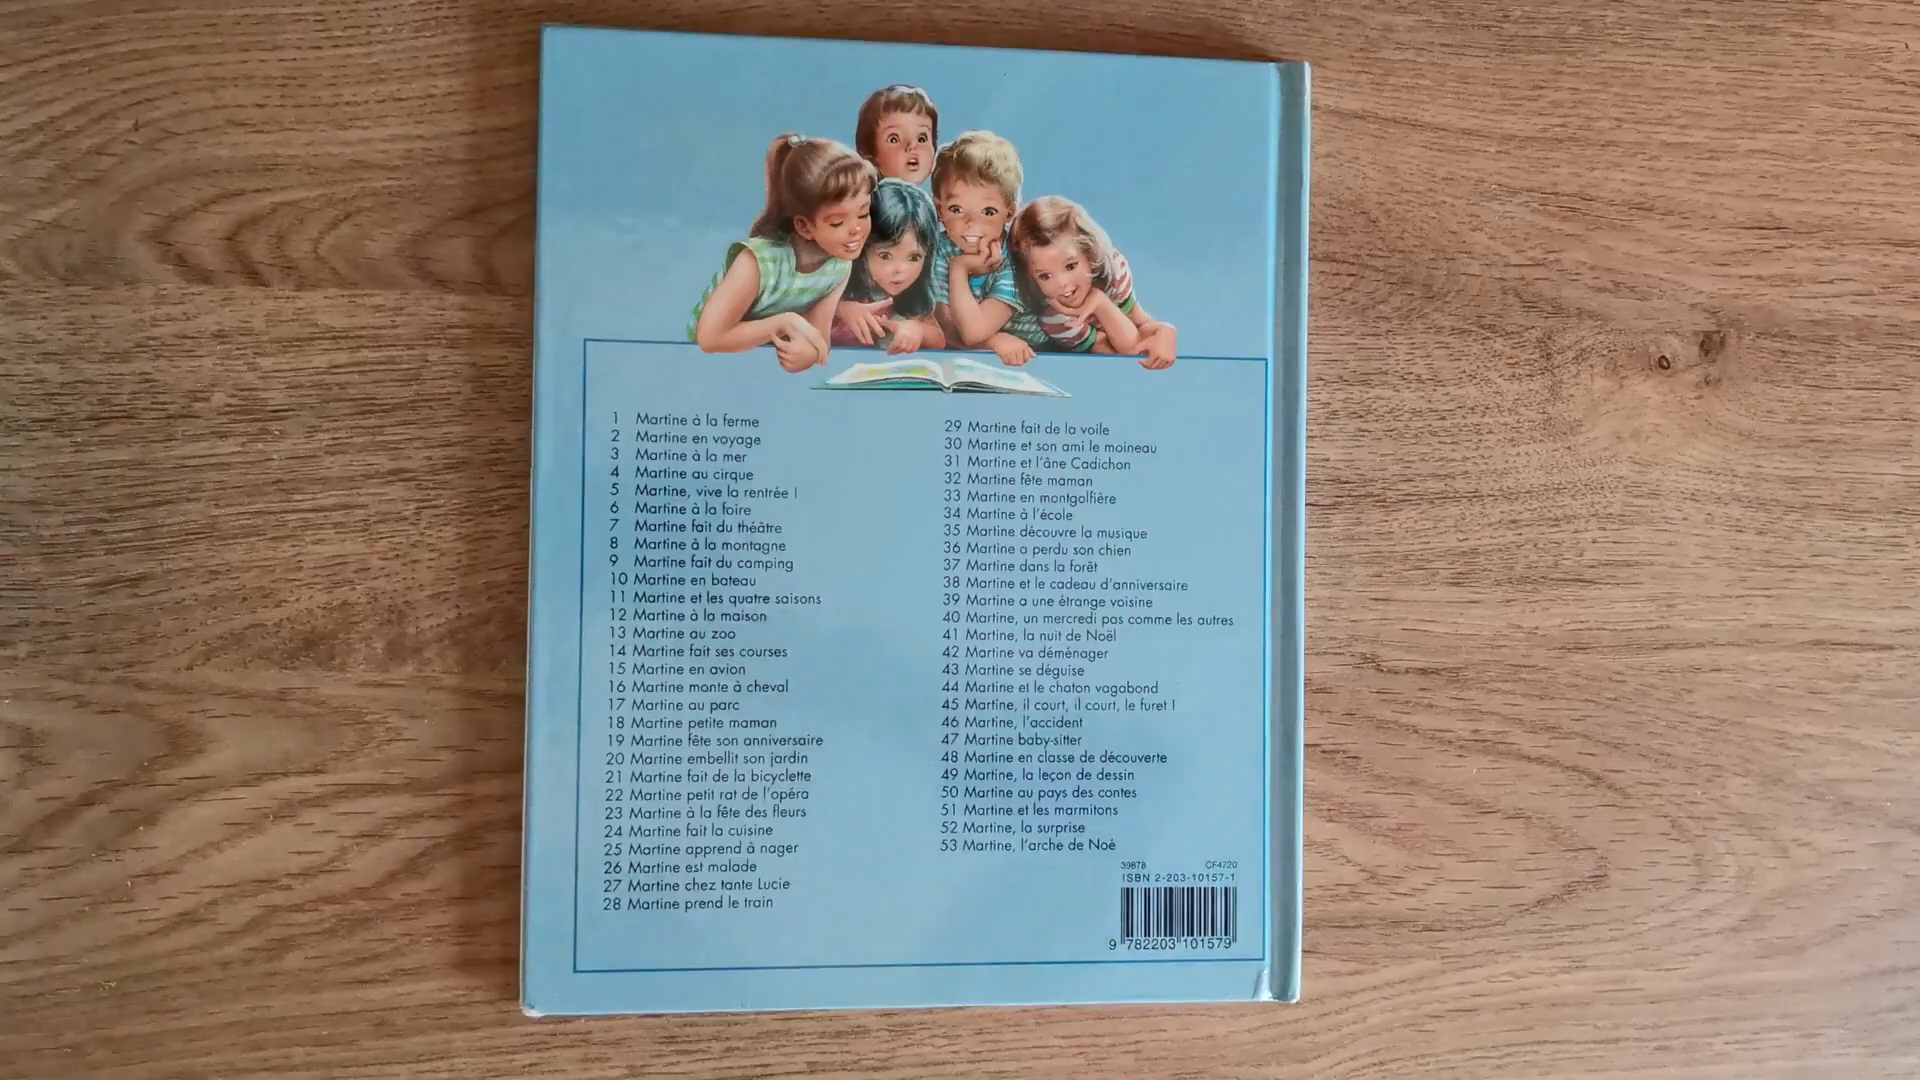 1 Martine à la ferme
2 Martine en voyage
3 Martine à la mer
4 Martine au cirque
5 Martine, vive la rentrée !
6 Martine à la foire
7 Martine fait du théâtre
8 Martine à la montagne
9 Martine fait du camping
10 Martine en bateau
11 Martine et les quatre saisons
12 Martine à la maison
13 Martine au zoo
14 Martine fait ses courses
15 Martine en avion
16 Martine monte à cheval
17 Martine au parc
18 Martine petite maman
19 Martine fête son anniversaire
20 Martine embellit son jardin
21 Martine fait de la bicyclette
22 Martine petit rat de l'opéra
23 Martine à la fête des fleurs
24 Martine fait la cuisine
25 Martine apprend à nager
26 Martine est malade
27 Martine chez tante Lucie
28 Martine prend le train
29 Martine fait de la voile
30 Martine et son ami le moineau
31 Martine et l'âne Cadichon
32 Martine fête maman
33 Martine en montgolfière
34 Martine à l'école
35 Martine découvre la musique
36 Martine a perdu son chien
37 Martine dans la forêt
38 Martine et le cadeau d'anniversaire
39 Martine a une étrange voisine
40 Martine, un mercredi pas comme les autres
41 Martine, la nuit de Noël
42 Martine va déménager
43 Martine se déguise
44 Martine et le chaton vagabond
45 Martine, il court, il court, le furet !
46 Martine, l'accident
47 Martine baby-sitter
48 Martine en classe de découverte
49 Martine, la leçon de dessin
50 Martine au pays des contes
51 Martine et les marmitons
52 Martine, la surprise
53 Martine, l'arche de Noé
39878 CF4720
ISBN 2-203-10157-1
9 782203 101579